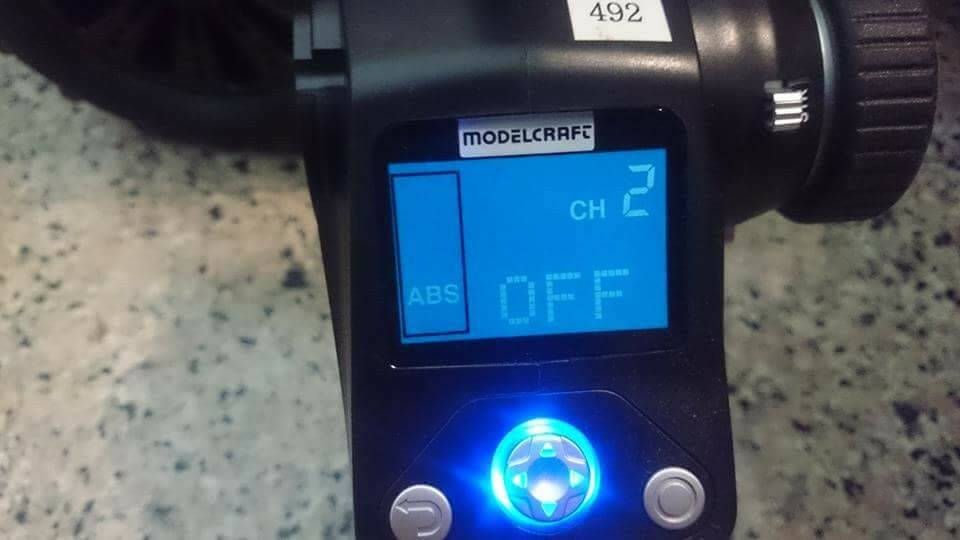 492
MODELCRAFT
CH 2
ABS OFF